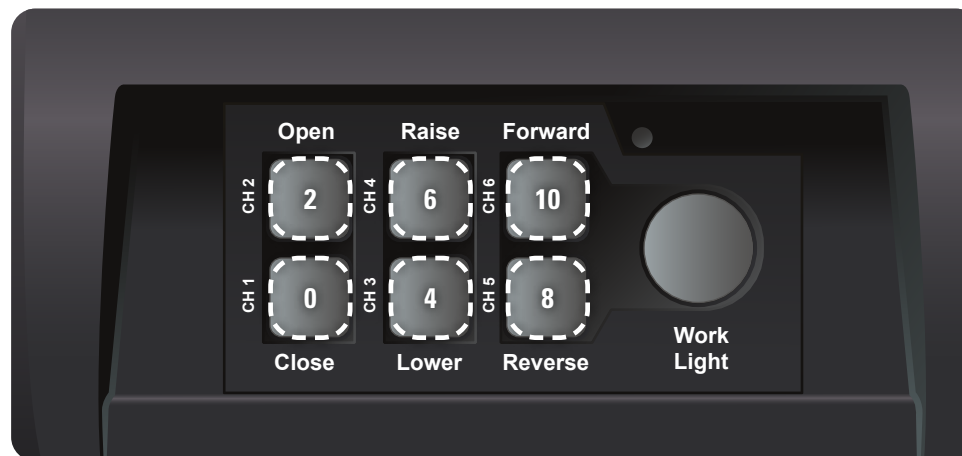 Open Raise Forward
CH 2 2 CH 4 6 CH 6 10
CH 1 0 CH 3 4 CH 5 8
Close Lower Reverse
Work
Light